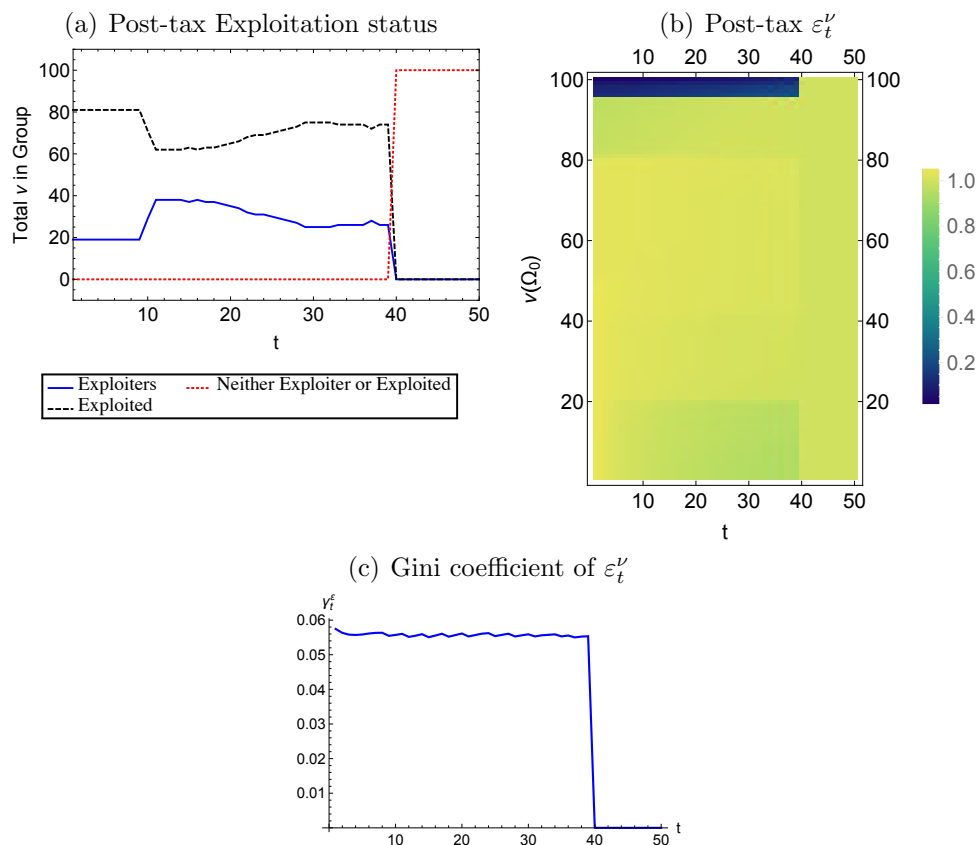 (a) Post-tax Exploitation status
100
80
60
40
20
0
Total ν in Group
10 20 30 40 50
t
Exploiters Neither Exploiter or Exploited
Exploited
(b) Post-tax ε_t^ν
10 20 30 40 50
100 100
80 80
60 60
40 40
20 20
ν(Ω₀)
10 20 30 40 50
t
1.0
0.8
0.6
0.4
0.2
(c) Gini coefficient of ε_t^ν
γ_t^ε
0.06
0.05
0.04
0.03
0.02
0.01
10 20 30 40 50 t